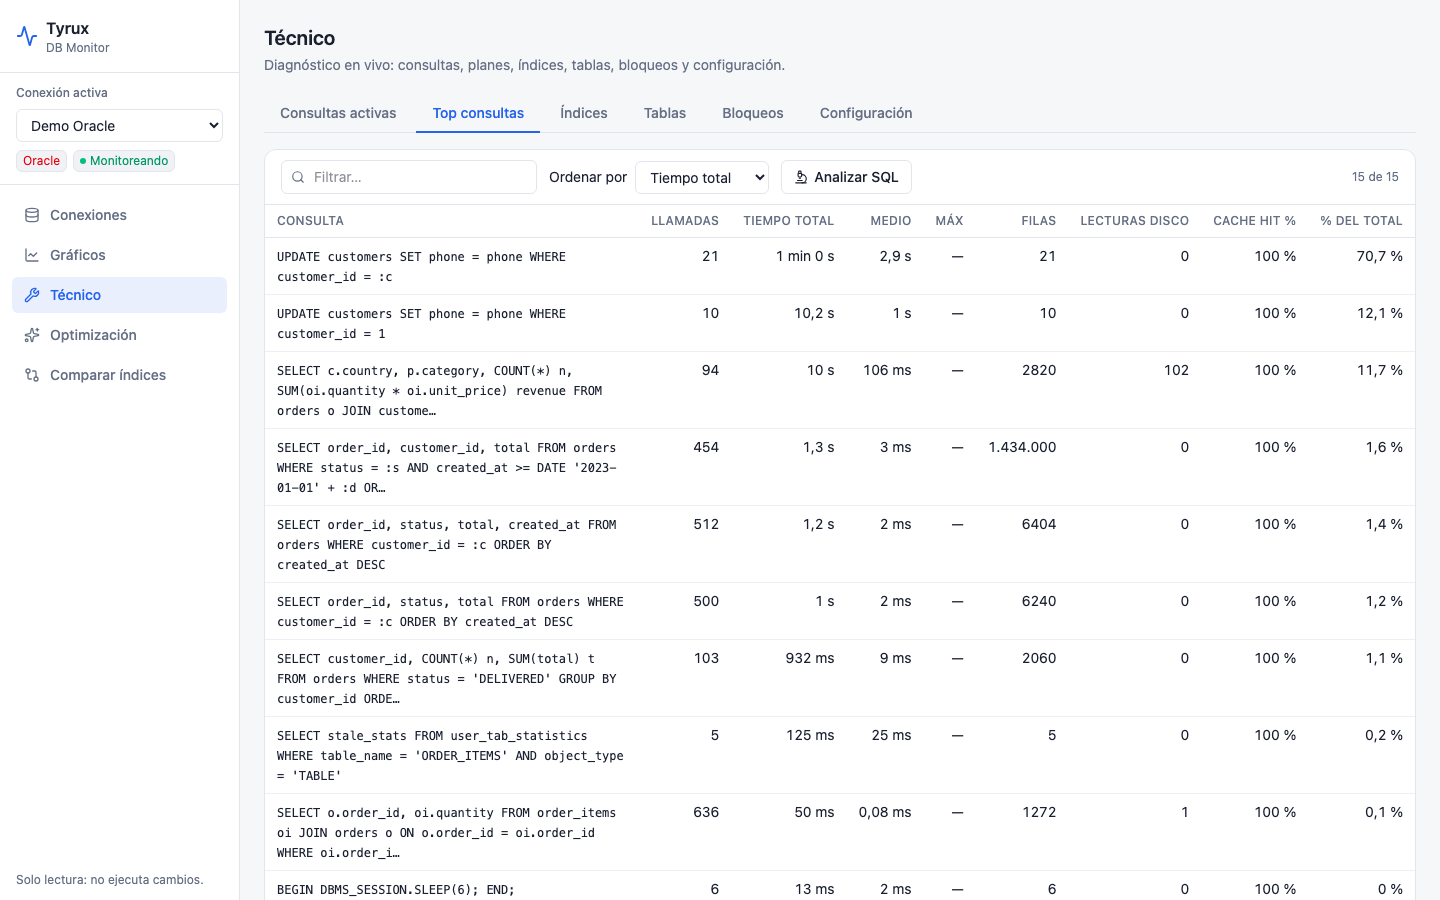 Tyrux
DB Monitor
Conexión activa
Demo Oracle
Oracle
Monitoreando
Conexiones
Gráficos
Técnico
Optimización
Comparar índices
Solo lectura: no ejecuta cambios.
Técnico
Diagnóstico en vivo: consultas, planes, índices, tablas, bloqueos y configuración.
Consultas activas Top consultas Índices Tablas Bloqueos Configuración
Filtrar... Ordenar por Tiempo total Analizar SQL 15 de 15
CONSULTA LLAMADAS TIEMPO TOTAL MEDIO MÁX FILAS LECTURAS DISCO CACHE HIT % % DEL TOTAL
UPDATE customers SET phone = phone WHERE 21 1 min 0 s 2,9 s — 21 0 100 % 70,7 %
customer_id = :c
UPDATE customers SET phone = phone WHERE 10 10,2 s 1 s — 10 0 100 % 12,1 %
customer_id = 1
SELECT c.country, p.category, COUNT(*) n, 94 10 s 106 ms — 2820 102 100 % 11,7 %
SUM(oi.quantity * oi.unit_price) revenue FROM
orders o JOIN custome…
SELECT order_id, customer_id, total FROM orders 454 1,3 s 3 ms — 1.434.000 0 100 % 1,6 %
WHERE status = :s AND created_at >= DATE '2023-
01-01' + :d OR…
SELECT order_id, status, total, created_at FROM 512 1,2 s 2 ms — 6404 0 100 % 1,4 %
orders WHERE customer_id = :c ORDER BY
created_at DESC
SELECT order_id, status, total FROM orders WHERE 500 1 s 2 ms — 6240 0 100 % 1,2 %
customer_id = :c ORDER BY created_at DESC
SELECT customer_id, COUNT(*) n, SUM(total) t 103 932 ms 9 ms — 2060 0 100 % 1,1 %
FROM orders WHERE status = 'DELIVERED' GROUP BY
customer_id ORDE…
SELECT stale_stats FROM user_tab_statistics 5 125 ms 25 ms — 5 0 100 % 0,2 %
WHERE table_name = 'ORDER_ITEMS' AND object_type
= 'TABLE'
SELECT o.order_id, oi.quantity FROM order_items 636 50 ms 0,08 ms — 1272 1 100 % 0,1 %
oi JOIN orders o ON o.order_id = oi.order_id
WHERE oi.order_i…
BEGIN DBMS_SESSION.SLEEP(6); END; 6 13 ms 2 ms — 6 0 100 % 0 %